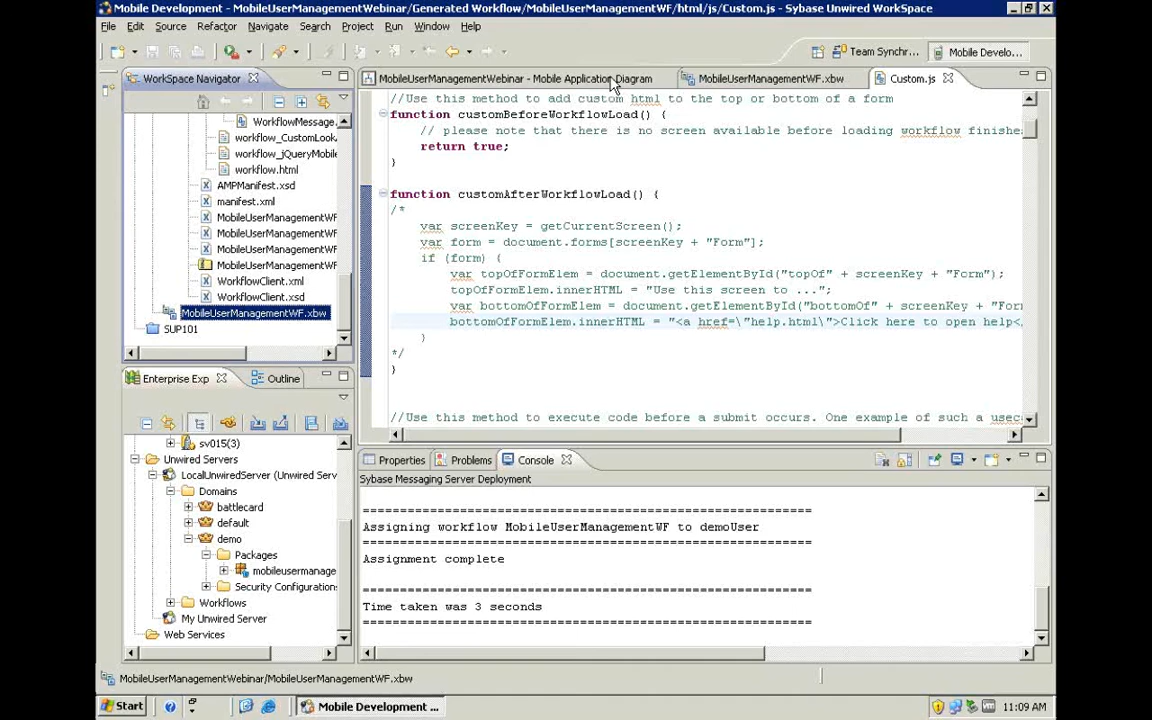 Mobile Development - MobileUserManagementWebinar/Generated Workflow/MobileUserManagementWF/html/js/Custom.js - Sybase Unwired WorkSpace
File Edit Source Refactor Navigate Search Project Run Window Help
Team Synchr...
Mobile Develo...
WorkSpace Navigator
WorkflowMessage.
workflow_CustomLook
workflow_jQueryMobile
workflow.html
AMPManifest.xsd
manifest.xml
MobileUserManagementWF
MobileUserManagementWF
MobileUserManagementWF
MobileUserManagementWF
WorkflowClient.xml
WorkflowClient.xsd
MobileUserManagementWF.xbw
SUP101
Enterprise Exp
Outline
sv015(3)
Unwired Servers
LocalUnwiredServer (Unwired Serv
Domains
battlecard
default
demo
Packages
mobileusermanage
Security Configurations
Workflows
My Unwired Server
Web Services
MobileUserManagementWebinar - Mobile Application Diagram
MobileUserManagementWF.xbw
Custom.js
//Use this method to add custom html to the top or bottom of a form
function customBeforeWorkflowLoad() {
// please note that there is no screen available before loading workflow finishe
return true;
}
function customAfterWorkflowLoad() {
/*
var screenKey = getCurrentScreen();
var form = document.forms[screenKey + "Form"];
if (form) {
var topOfFormElem = document.getElementById("topOf" + screenKey + "Form");
topOfFormElem.innerHTML = "Use this screen to ...";
var bottomOfFormElem = document.getElementById("bottomOf" + screenKey + "For
bottomOfFormElem.innerHTML = "<a href=\"help.html\">Click here to open help<
}
*/
}
//Use this method to execute code before a submit occurs. One example of such a usec
Properties
Problems
Console
Sybase Messaging Server Deployment
==================================================
Assigning workflow MobileUserManagementWF to demoUser
==================================================
Assignment complete
==================================================
Time taken was 3 seconds
==================================================
MobileUserManagementWebinar/MobileUserManagementWF.xbw
Start
Mobile Development ...
11:09 AM